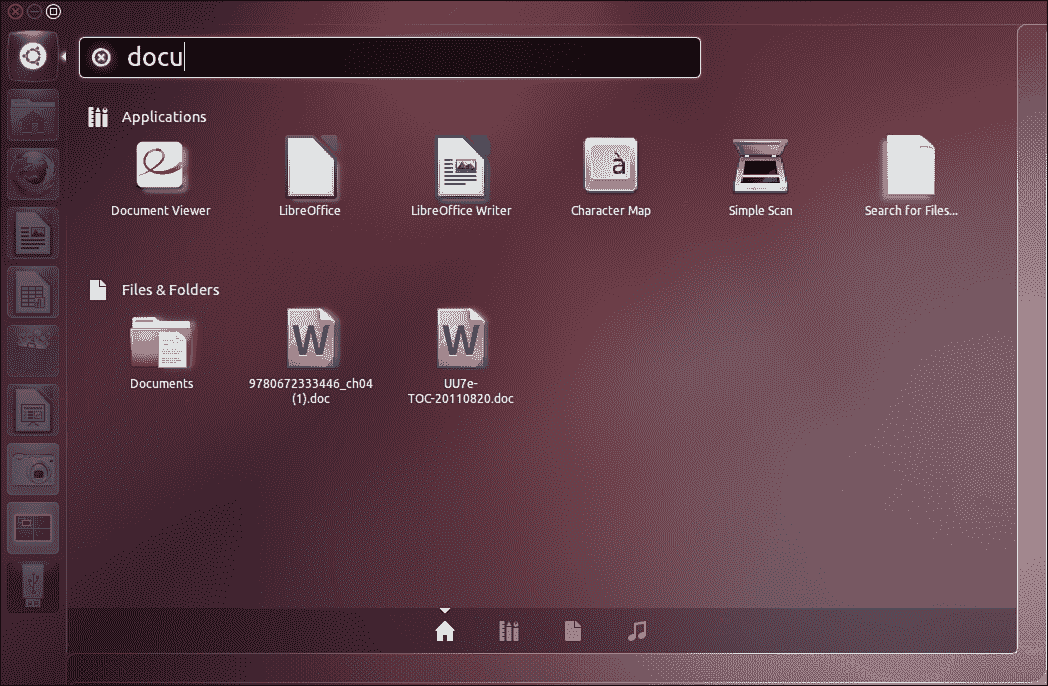 docu
Applications
Document Viewer
LibreOffice
LibreOffice Writer
à
Character Map
Simple Scan
Search for Files...
Files & Folders
Documents
W
9780672333446_ch04
(1).doc
W
UU7e-
TOC-20110820.doc